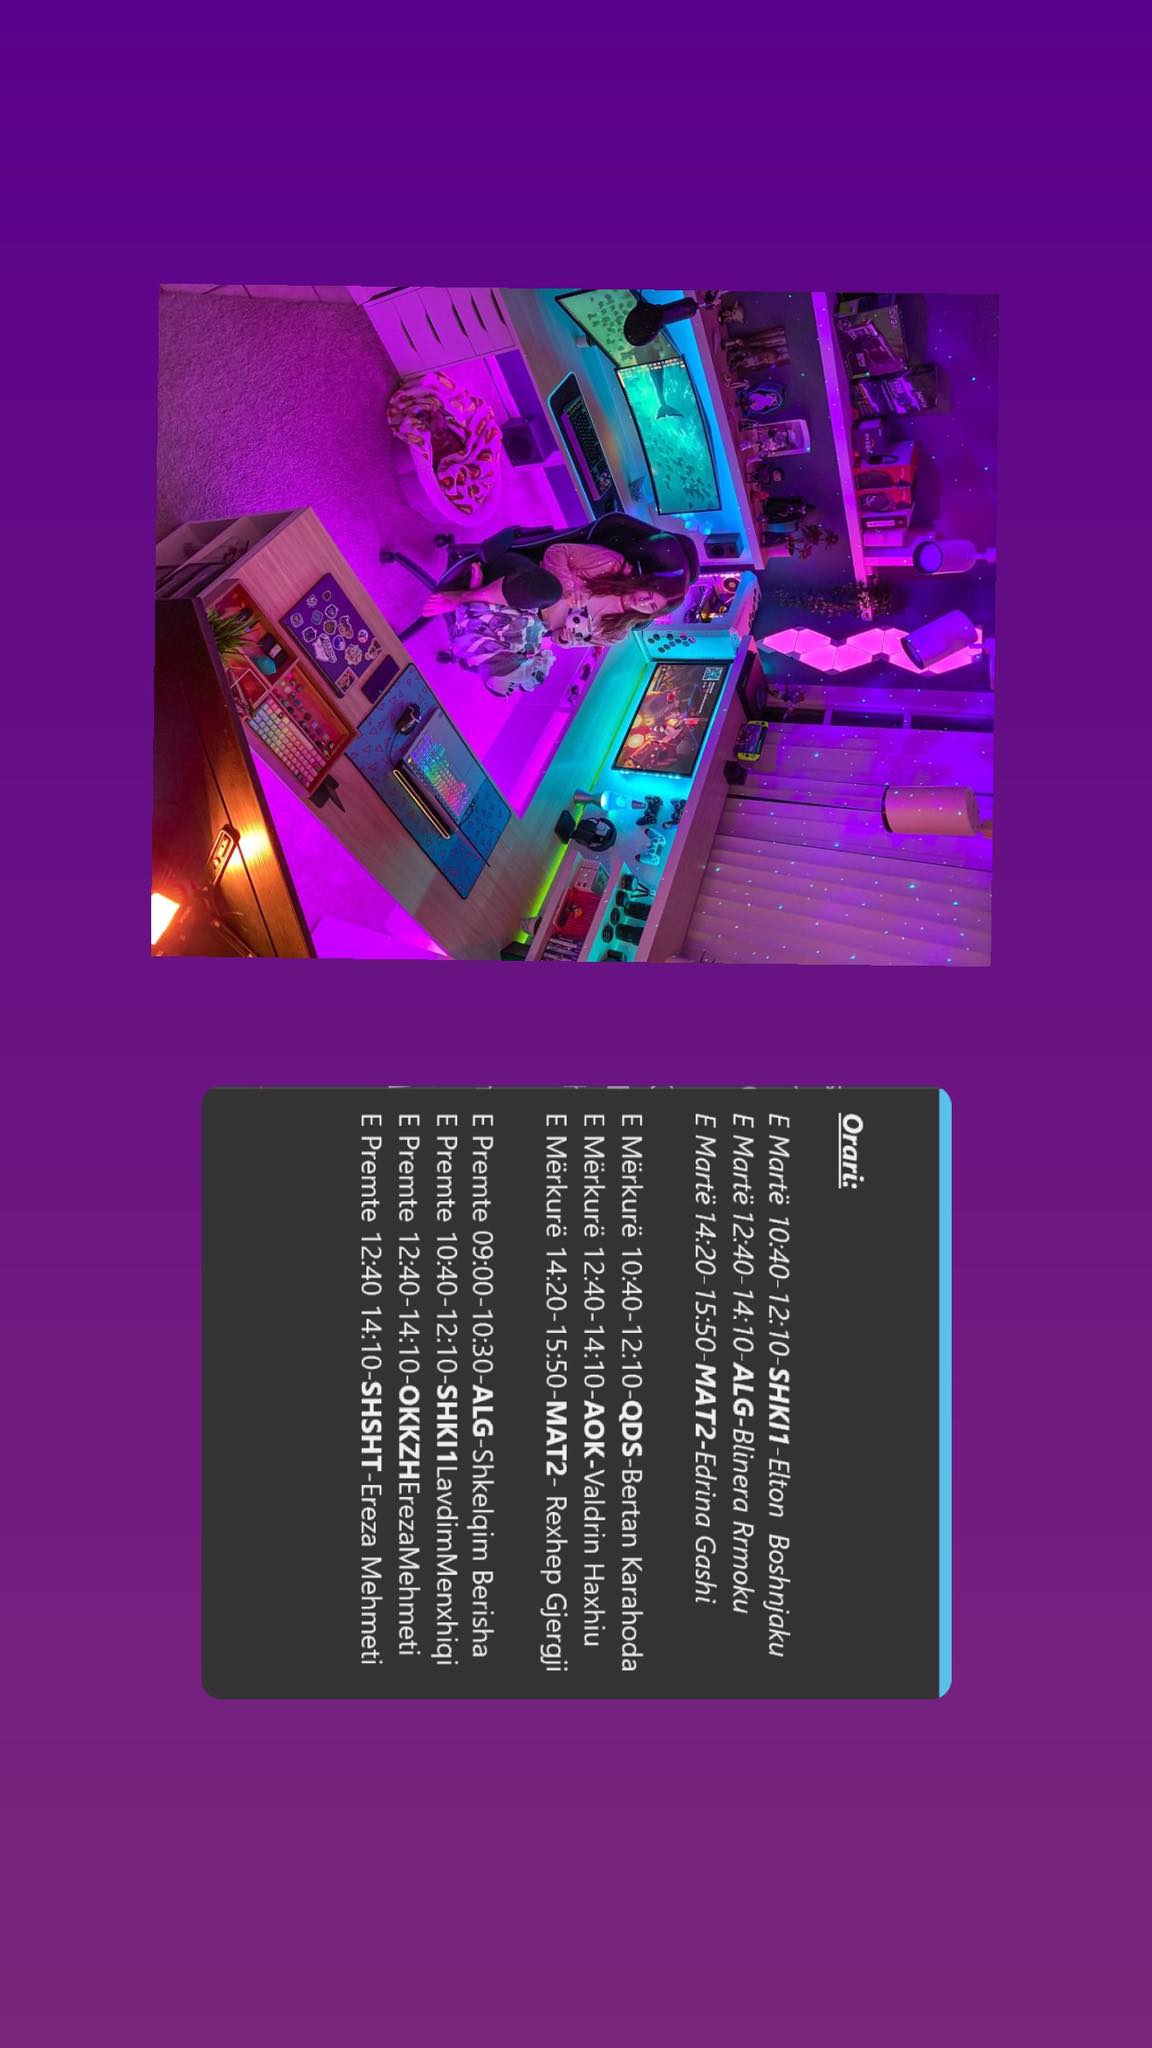 EVGA
RYZEN
Orari:
E Martë 10:40-12:10-SHKI1-Elton Boshnjaku
E Martë 12:40-14:10-ALG-Blinera Rrmoku
E Martë 14:20-15:50-MAT2-Edrina Gashi
E Mërkurë 10:40-12:10-QDS-Bertan Karahoda
E Mërkurë 12:40-14:10-AOK-Valdrin Haxhiu
E Mërkurë 14:20-15:50-MAT2- Rexhep Gjergji
E Premte 09:00-10:30-ALG-Shkelqim Berisha
E Premte 10:40-12:10-SHKI1LavdimMenxhiqi
E Premte 12:40-14:10-OKKZHErezaMehmeti
E Premte 12:40 14:10-SHSHT-Ereza Mehmeti